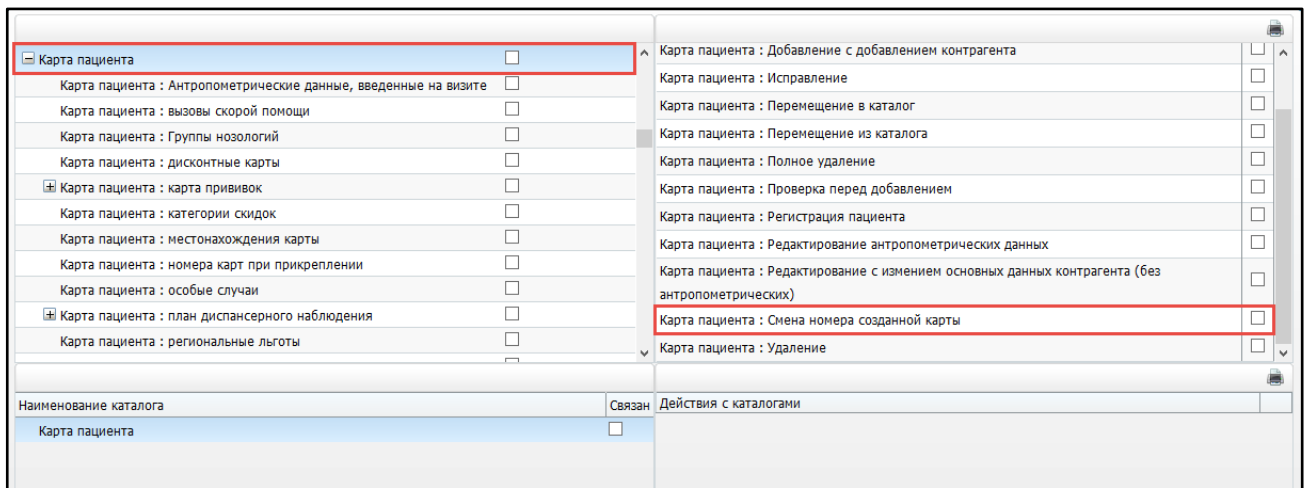 Карта пациента
Карта пациента : Антропометрические данные, введенные на визите
Карта пациента : вызовы скорой помощи
Карта пациента : Группы нозологий
Карта пациента : дисконтные карты
Карта пациента : карта прививок
Карта пациента : категории скидок
Карта пациента : местонахождения карты
Карта пациента : номера карт при прикреплении
Карта пациента : особые случаи
Карта пациента : план диспансерного наблюдения
Карта пациента : региональные льготы
Карта пациента : Добавление с добавлением контрагента
Карта пациента : Исправление
Карта пациента : Перемещение в каталог
Карта пациента : Перемещение из каталога
Карта пациента : Полное удаление
Карта пациента : Проверка перед добавлением
Карта пациента : Регистрация пациента
Карта пациента : Редактирование антропометрических данных
Карта пациента : Редактирование с измением основных данных контрагента (без
антропометрических)
Карта пациента : Смена номера созданной карты
Карта пациента : Удаление
Наименование каталога Связан
Карта пациента
Действия с каталогами